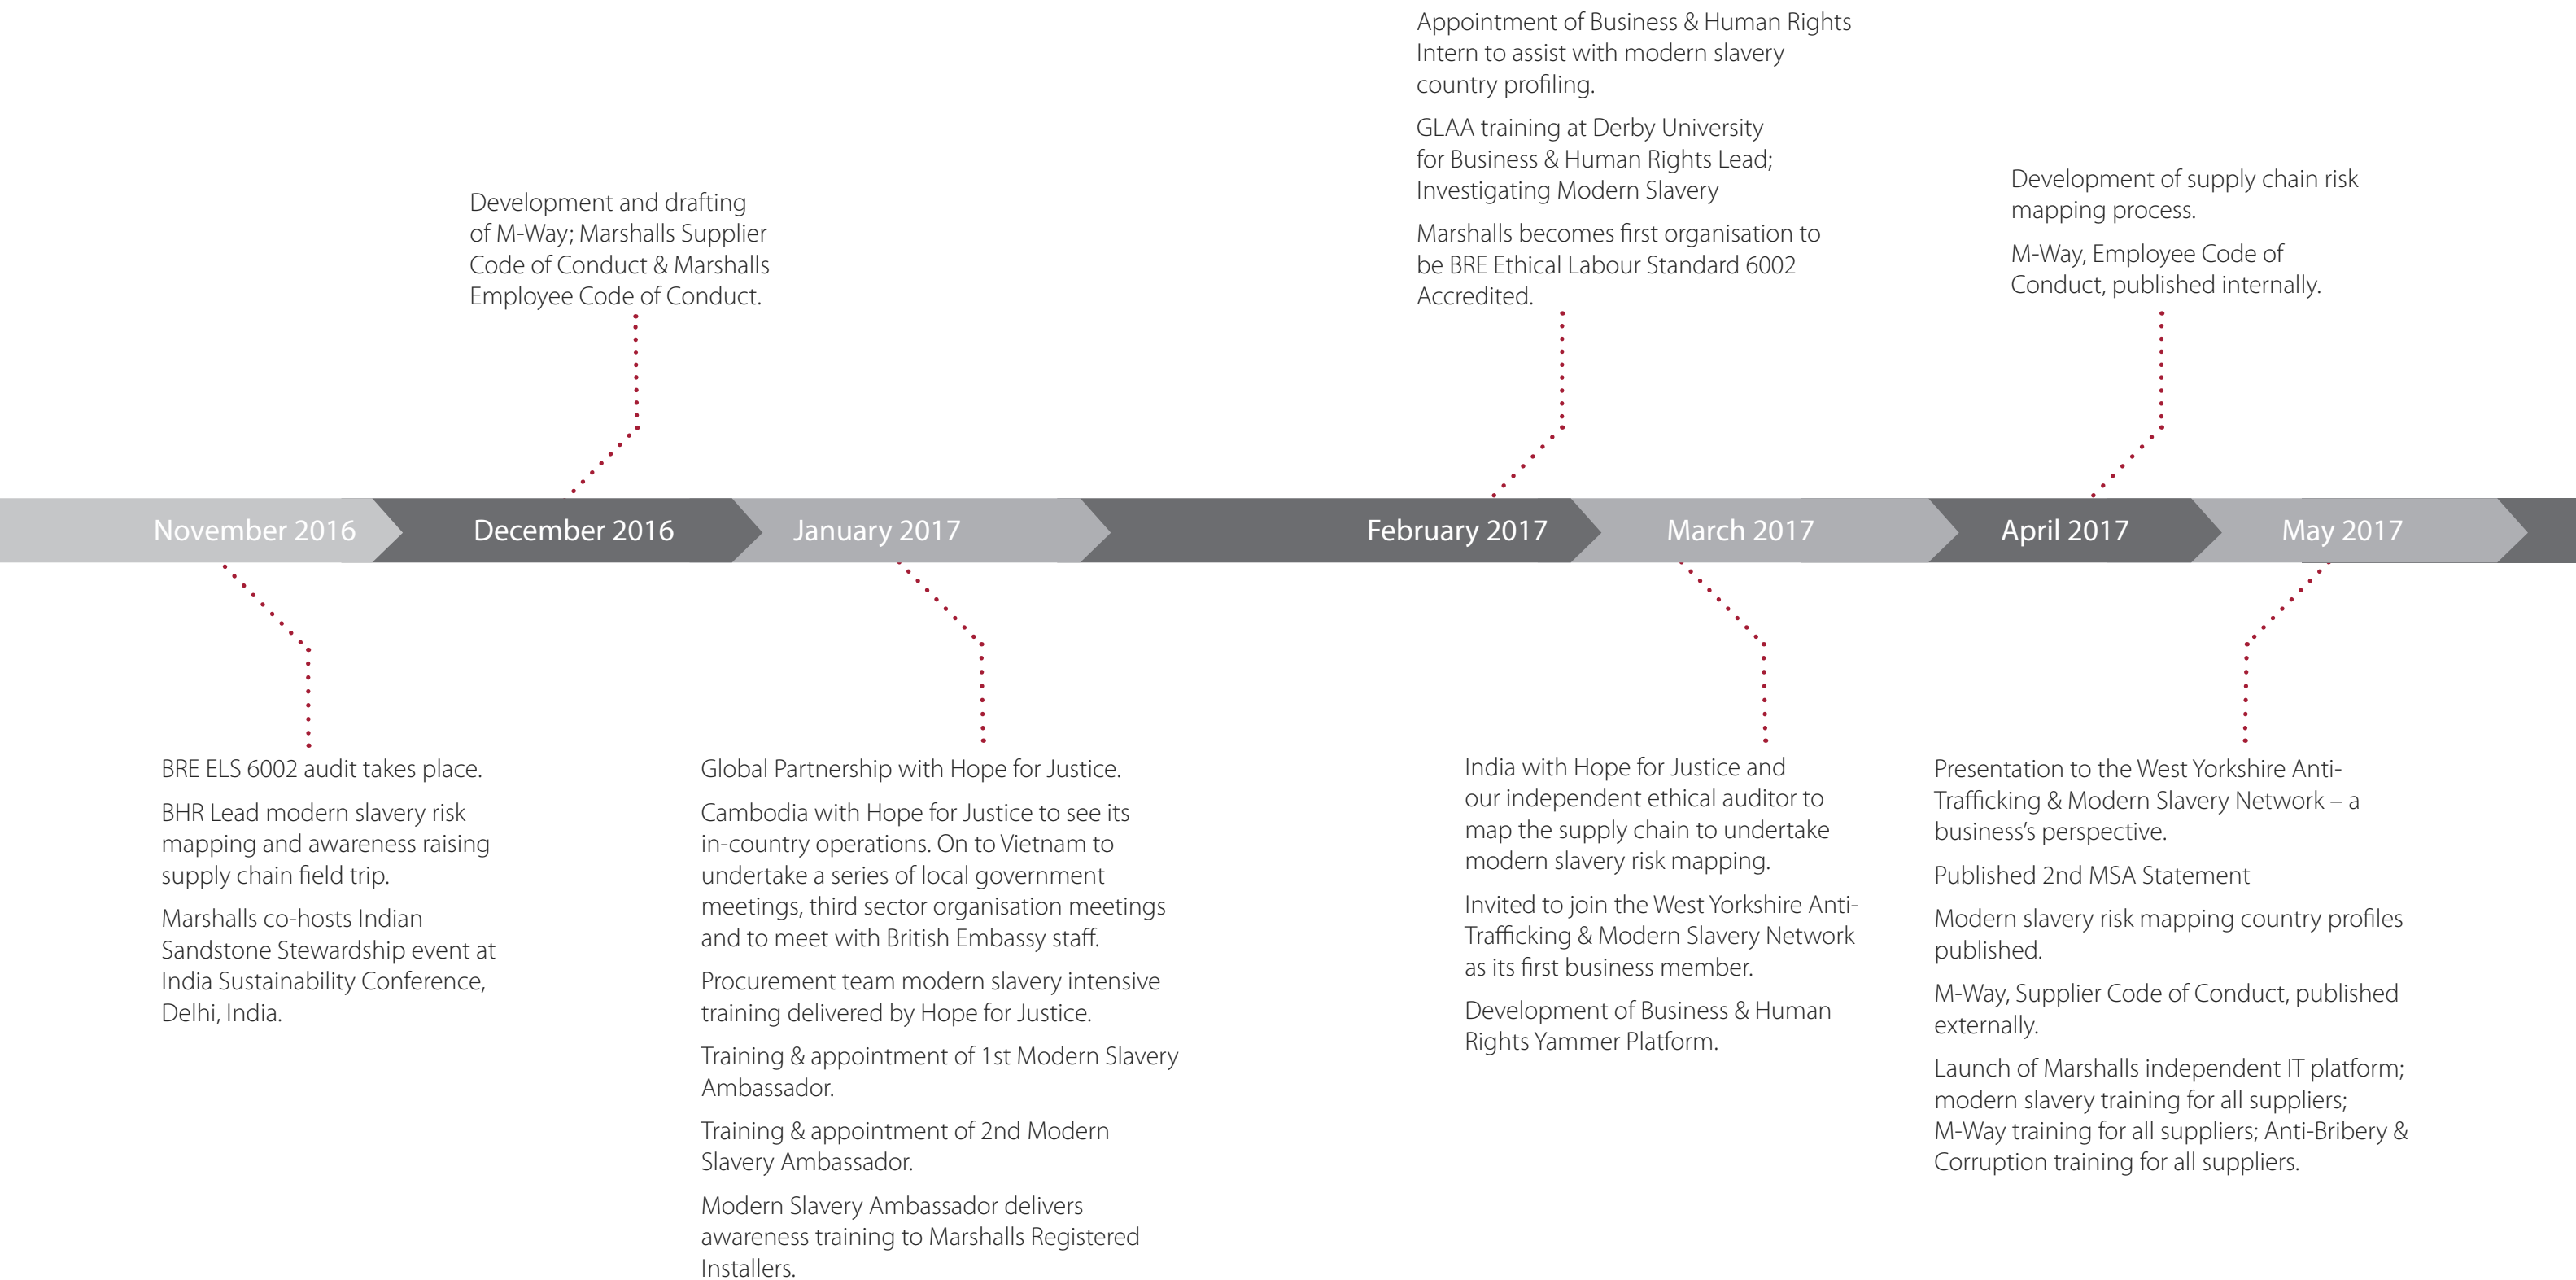 Appointment of Business & Human Rights
Intern to assist with modern slavery
country profiling.
GLAA training at Derby University
for Business & Human Rights Lead;
Investigating Modern Slavery
Marshalls becomes first organisation to
be BRE Ethical Labour Standard 6002
Accredited.
Development of supply chain risk
mapping process.
M-Way, Employee Code of
Conduct, published internally.
Development and drafting
of M-Way; Marshalls Supplier
Code of Conduct & Marshalls
Employee Code of Conduct.
November 2016
December 2016
January 2017
February 2017
March 2017
April 2017
May 2017
BRE ELS 6002 audit takes place.
BHR Lead modern slavery risk
mapping and awareness raising
supply chain field trip.
Marshalls co-hosts Indian
Sandstone Stewardship event at
India Sustainability Conference,
Delhi, India.
Global Partnership with Hope for Justice.
Cambodia with Hope for Justice to see its
in-country operations. On to Vietnam to
undertake a series of local government
meetings, third sector organisation meetings
and to meet with British Embassy staff.
Procurement team modern slavery intensive
training delivered by Hope for Justice.
Training & appointment of 1st Modern Slavery
Ambassador.
Training & appointment of 2nd Modern
Slavery Ambassador.
Modern Slavery Ambassador delivers
awareness training to Marshalls Registered
Installers.
India with Hope for Justice and
our independent ethical auditor to
map the supply chain to undertake
modern slavery risk mapping.
Invited to join the West Yorkshire Anti-
Trafficking & Modern Slavery Network
as its first business member.
Development of Business & Human
Rights Yammer Platform.
Presentation to the West Yorkshire Anti-
Trafficking & Modern Slavery Network – a
business’s perspective.
Published 2nd MSA Statement
Modern slavery risk mapping country profiles
published.
M-Way, Supplier Code of Conduct, published
externally.
Launch of Marshalls independent IT platform;
modern slavery training for all suppliers;
M-Way training for all suppliers; Anti-Bribery &
Corruption training for all suppliers.